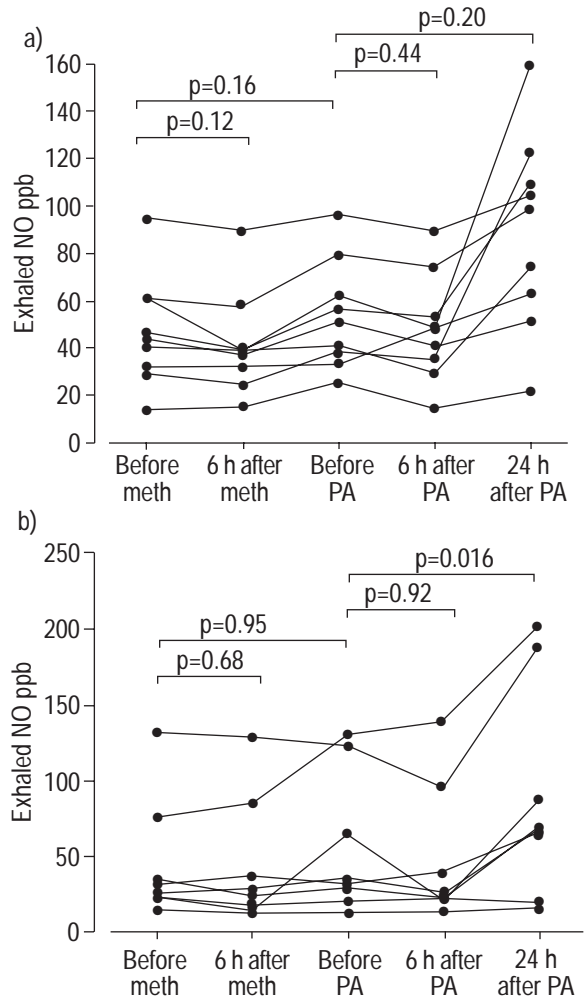 a)
p=0.20
p=0.44
p=0.16
p=0.12
Exhaled NO ppb
160
140
120
100
80
60
40
20
0
Before meth
6 h after meth
Before PA
6 h after PA
24 h after PA
b)
p=0.016
p=0.92
p=0.95
p=0.68
Exhaled NO ppb
250
200
150
100
50
0
Before meth
6 h after meth
Before PA
6 h after PA
24 h after PA